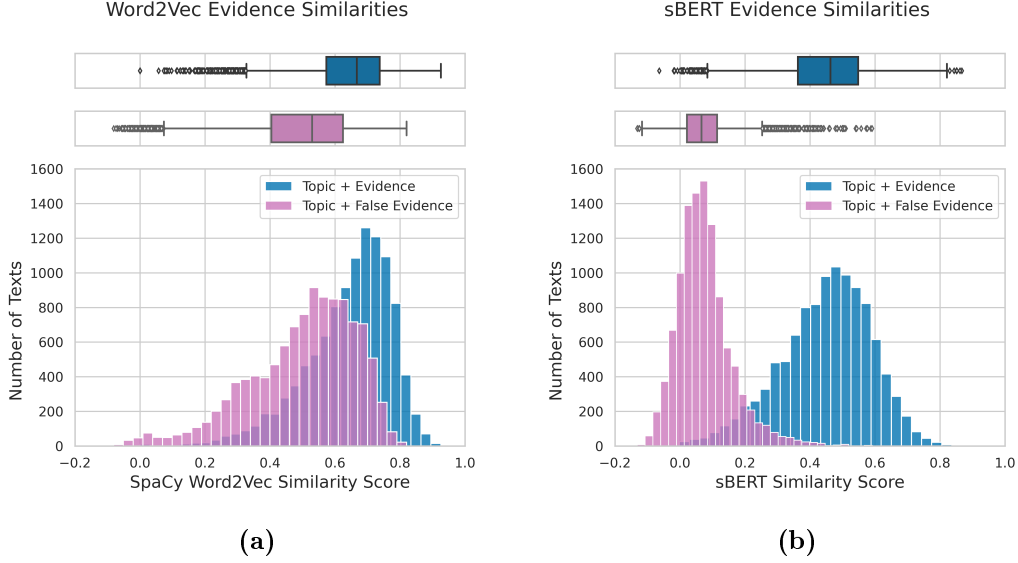 Word2Vec Evidence Similarities
1600
1400
1200
1000
800
600
400
200
0
Number of Texts
Topic + Evidence
Topic + False Evidence
−0.2 0.0 0.2 0.4 0.6 0.8 1.0
SpaCy Word2Vec Similarity Score
(a)
sBERT Evidence Similarities
1600
1400
1200
1000
800
600
400
200
0
Number of Texts
Topic + Evidence
Topic + False Evidence
−0.2 0.0 0.2 0.4 0.6 0.8 1.0
sBERT Similarity Score
(b)